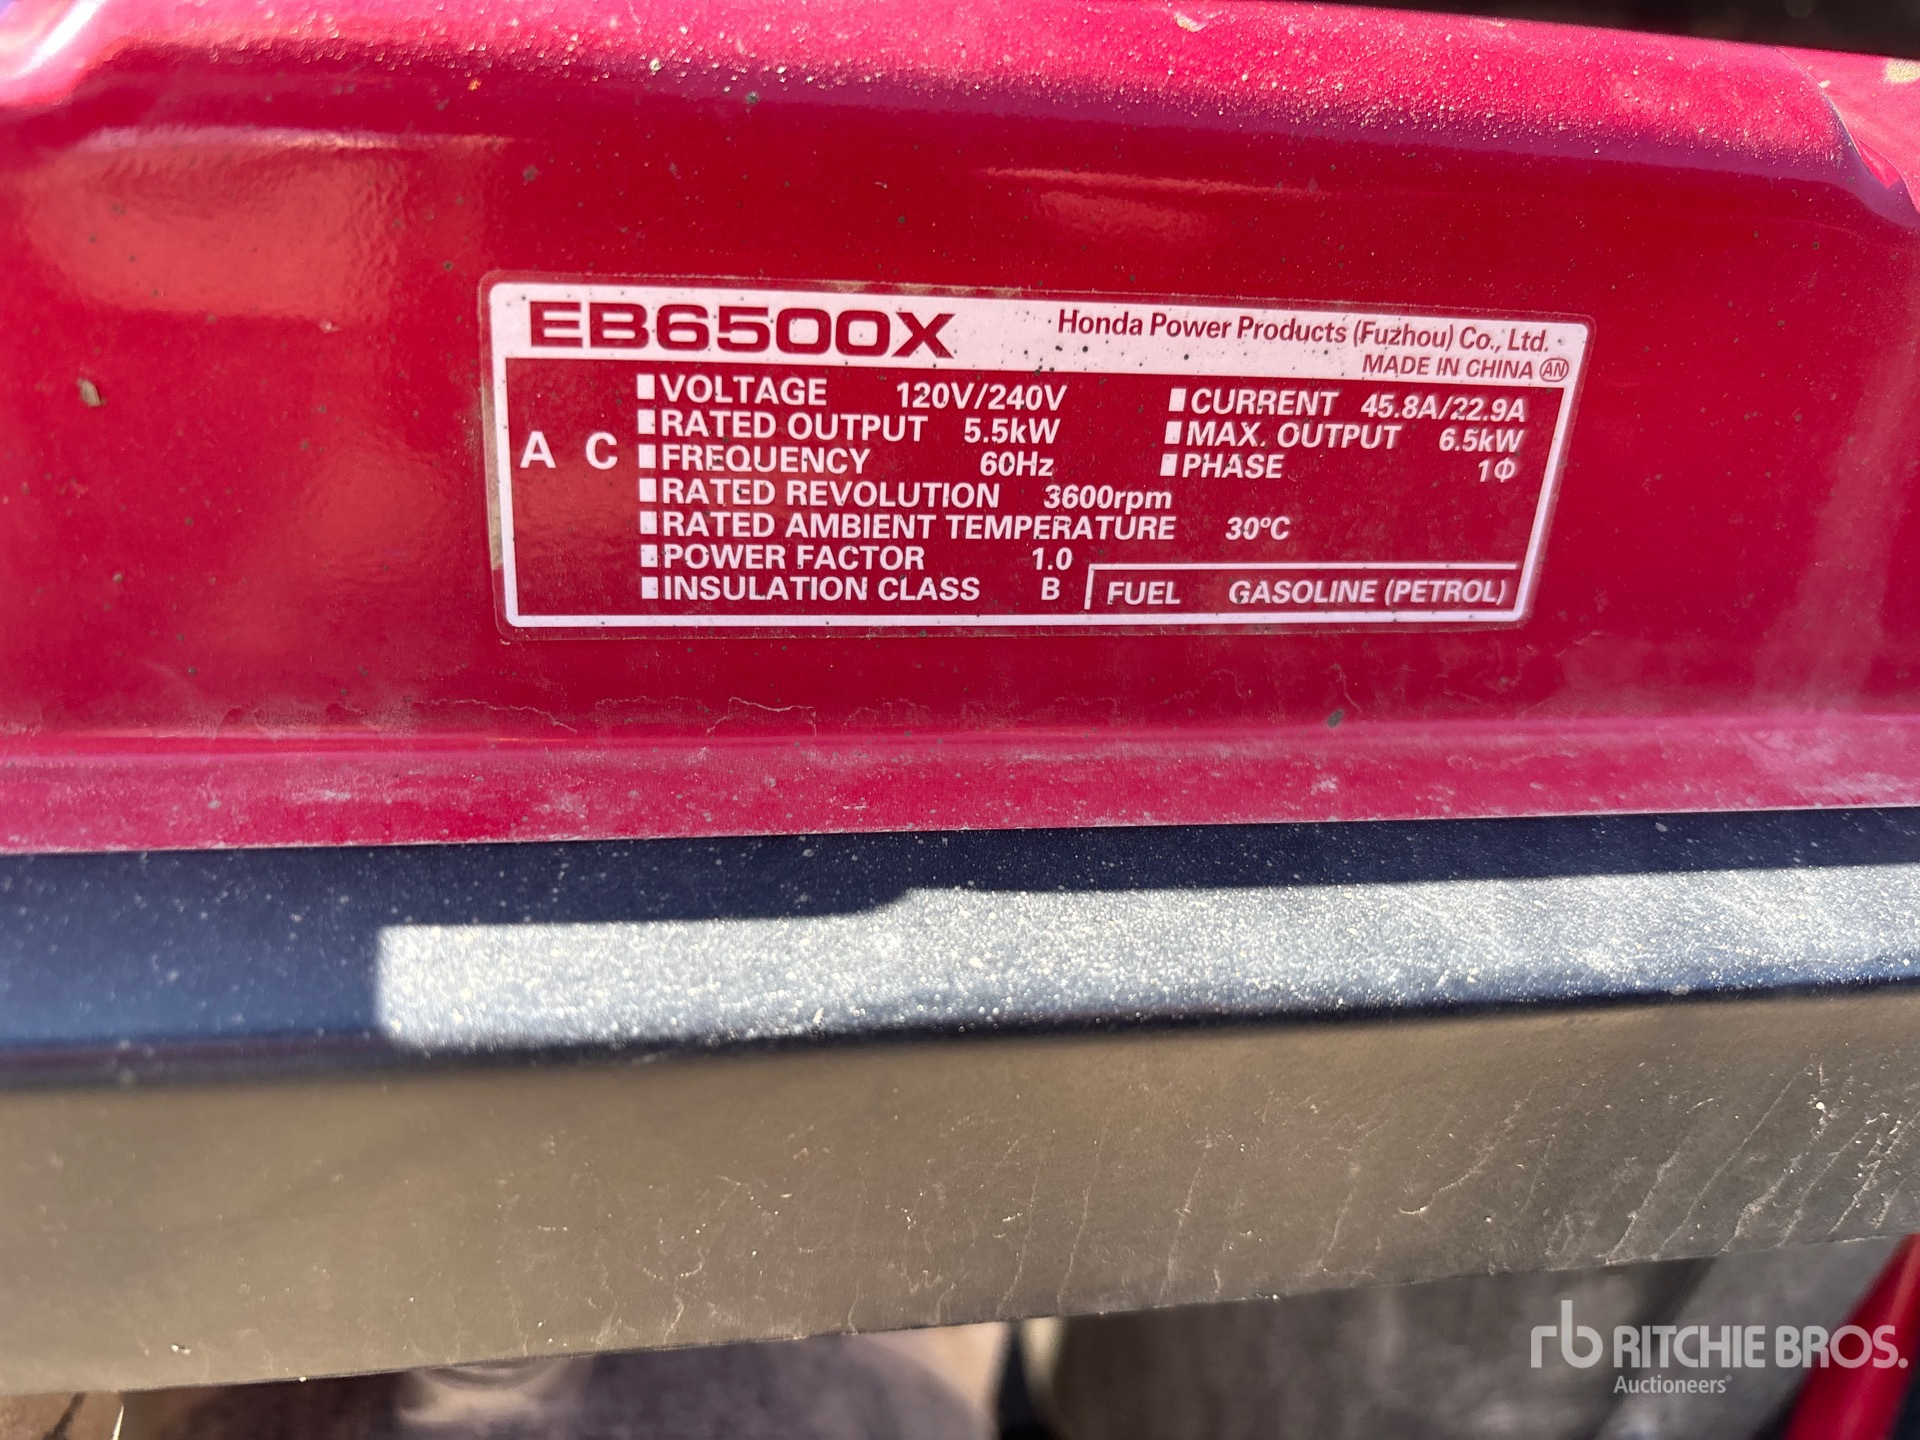 EB6500X Honda Power Products (Fuzhou) Co., Ltd.
MADE IN CHINA AN
A C
VOLTAGE 120V/240V CURRENT 45.8A/22.9A
RATED OUTPUT 5.5kW MAX. OUTPUT 6.5kW
FREQUENCY 60Hz PHASE 1Φ
RATED REVOLUTION 3600rpm
RATED AMBIENT TEMPERATURE 30ºC
POWER FACTOR 1.0
INSULATION CLASS B FUEL GASOLINE (PETROL)
rb RITCHIE BROS.
Auctioneers